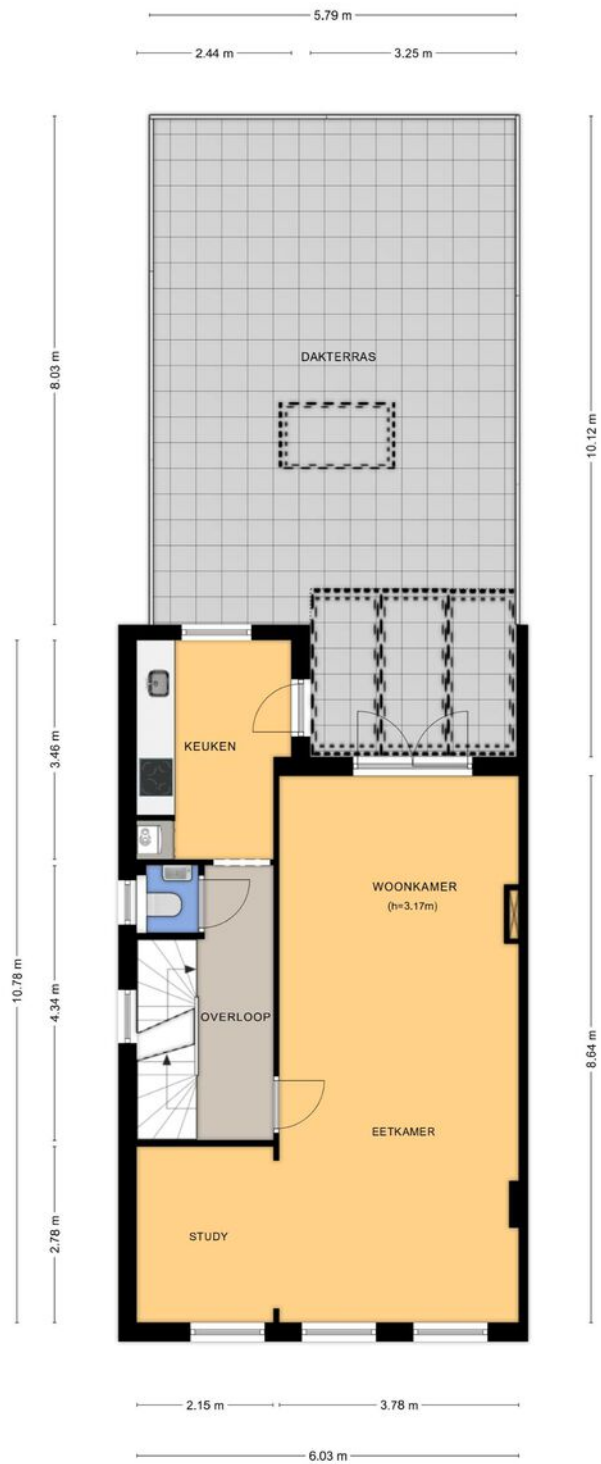 5.79 m
2.44 m
3.25 m
8.03 m
10.12 m
DAKTERRAS
3.46 m
KEUKEN
WOONKAMER
(h=3.17m)
10.78 m
4.34 m
OVERLOOP
8.64 m
EETKAMER
2.78 m
STUDY
2.15 m
3.78 m
6.03 m